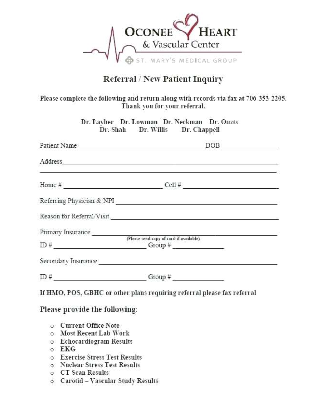 OCONEE HEART
& Vascular Center
ST. MARY'S MEDICAL GROUP
Referral / New Patient Inquiry
Please complete the following and return along with records via fax at 706-353-2205.
Thank you for your referral.
Dr. Layher Dr. Lowman Dr. Neekman Dr.
Dr. Shah Dr. Willis Dr. Chappell
Patient Name DOB
Address
Home # Cell #
Referring Physician & NPI
Reason for Referral/Visit
Primary Insurance
(Please send copy of card if available)
ID # Group #
Secondary Insurance
ID # Group #
If HMO, POS, GBHC or other plans requiring referral please fax referral
Please provide the following:
o Current Office Note
o Most Recent Lab Work
o Echocardiogram Results
o EKG
o Exercise Stress Test Results
o Nuclear Stress Test Results
o CT Scan Results
o Carotid – Vascular Study Results